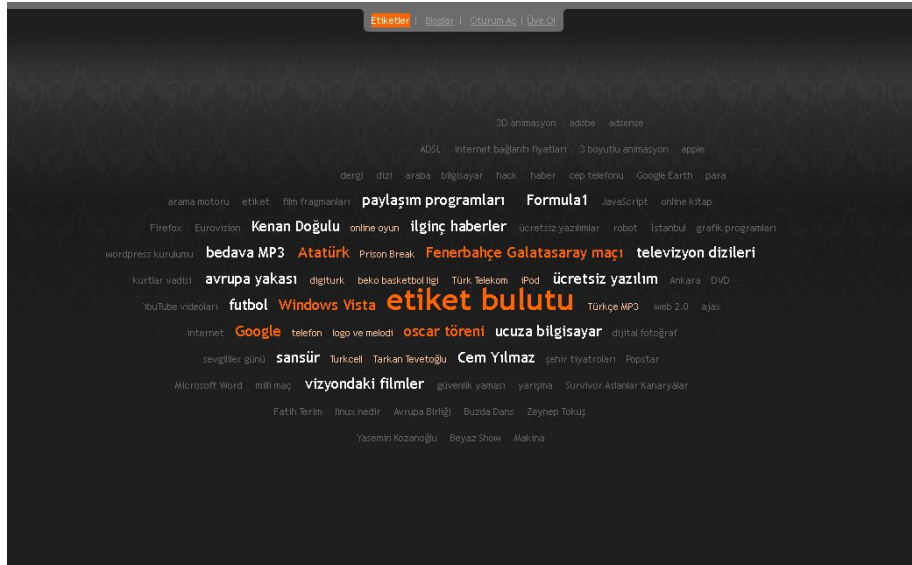 Etiketler | Bloglar | Oturum Aç | Üye Ol
3D animasyon adobe adsense
ADSL internet bağlantı fiyatları 3 boyutlu animasyon apple
dergi dizi araba bilgisayar hack haber cep telefonu Google Earth para
arama motoru etiket film fragmanları paylaşım programları Formula1 JavaScript online kitap
Firefox Eurovision Kenan Doğulu online oyun ilginç haberler ücretsiz yazılımlar robot İstanbul grafik programları
wordpress kurulumu bedava MP3 Atatürk Prison Break Fenerbahçe Galatasaray maçı televizyon dizileri
kurtlar vadisi avrupa yakası digiturk beko basketbol ligi Türk Telekom iPod ücretsiz yazılım Ankara DVD
YouTube videoları futbol Windows Vista etiket bulutu Türkçe MP3 web 2.0 ajax
internet Google telefon logo ve melodi oscar töreni ucuza bilgisayar dijital fotoğraf
sevgililer günü sansür Turkcell Tarkan Tevetoğlu Cem Yılmaz şehir tiyatroları Popstar
Microsoft Word milli maç vizyondaki filmler güvenlik yaması yarışma Survivor Aslanlar Kanaryalar
Fatih Terim linux nedir Avrupa Birliği Buzda Dans Zeynep Tokuş
Yasemin Kozanoğlu Beyaz Show Makina